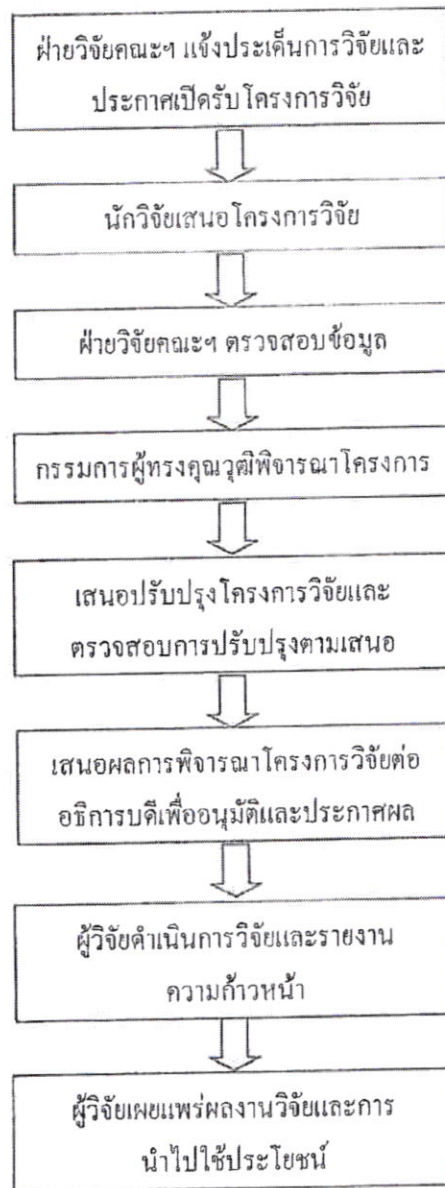 ฝ่ายวิจัยคณะฯ แจ้งประเด็นการวิจัยและ
ประกาศเปิดรับโครงการวิจัย
นักวิจัยเสนอโครงการวิจัย
ฝ่ายวิจัยคณะฯ ตรวจสอบข้อมูล
กรรมการผู้ทรงคุณวุฒิพิจารณาโครงการ
เสนอปรับปรุงโครงการวิจัยและ
ตรวจสอบการปรับปรุงตามเสนอ
เสนอผลการพิจารณาโครงการวิจัยต่อ
อธิการบดีเพื่ออนุมัติและประกาศผล
ผู้วิจัยดำเนินการวิจัยและรายงาน
ความก้าวหน้า
ผู้วิจัยเผยแพร่ผลงานวิจัยและการ
นำไปใช้ประโยชน์